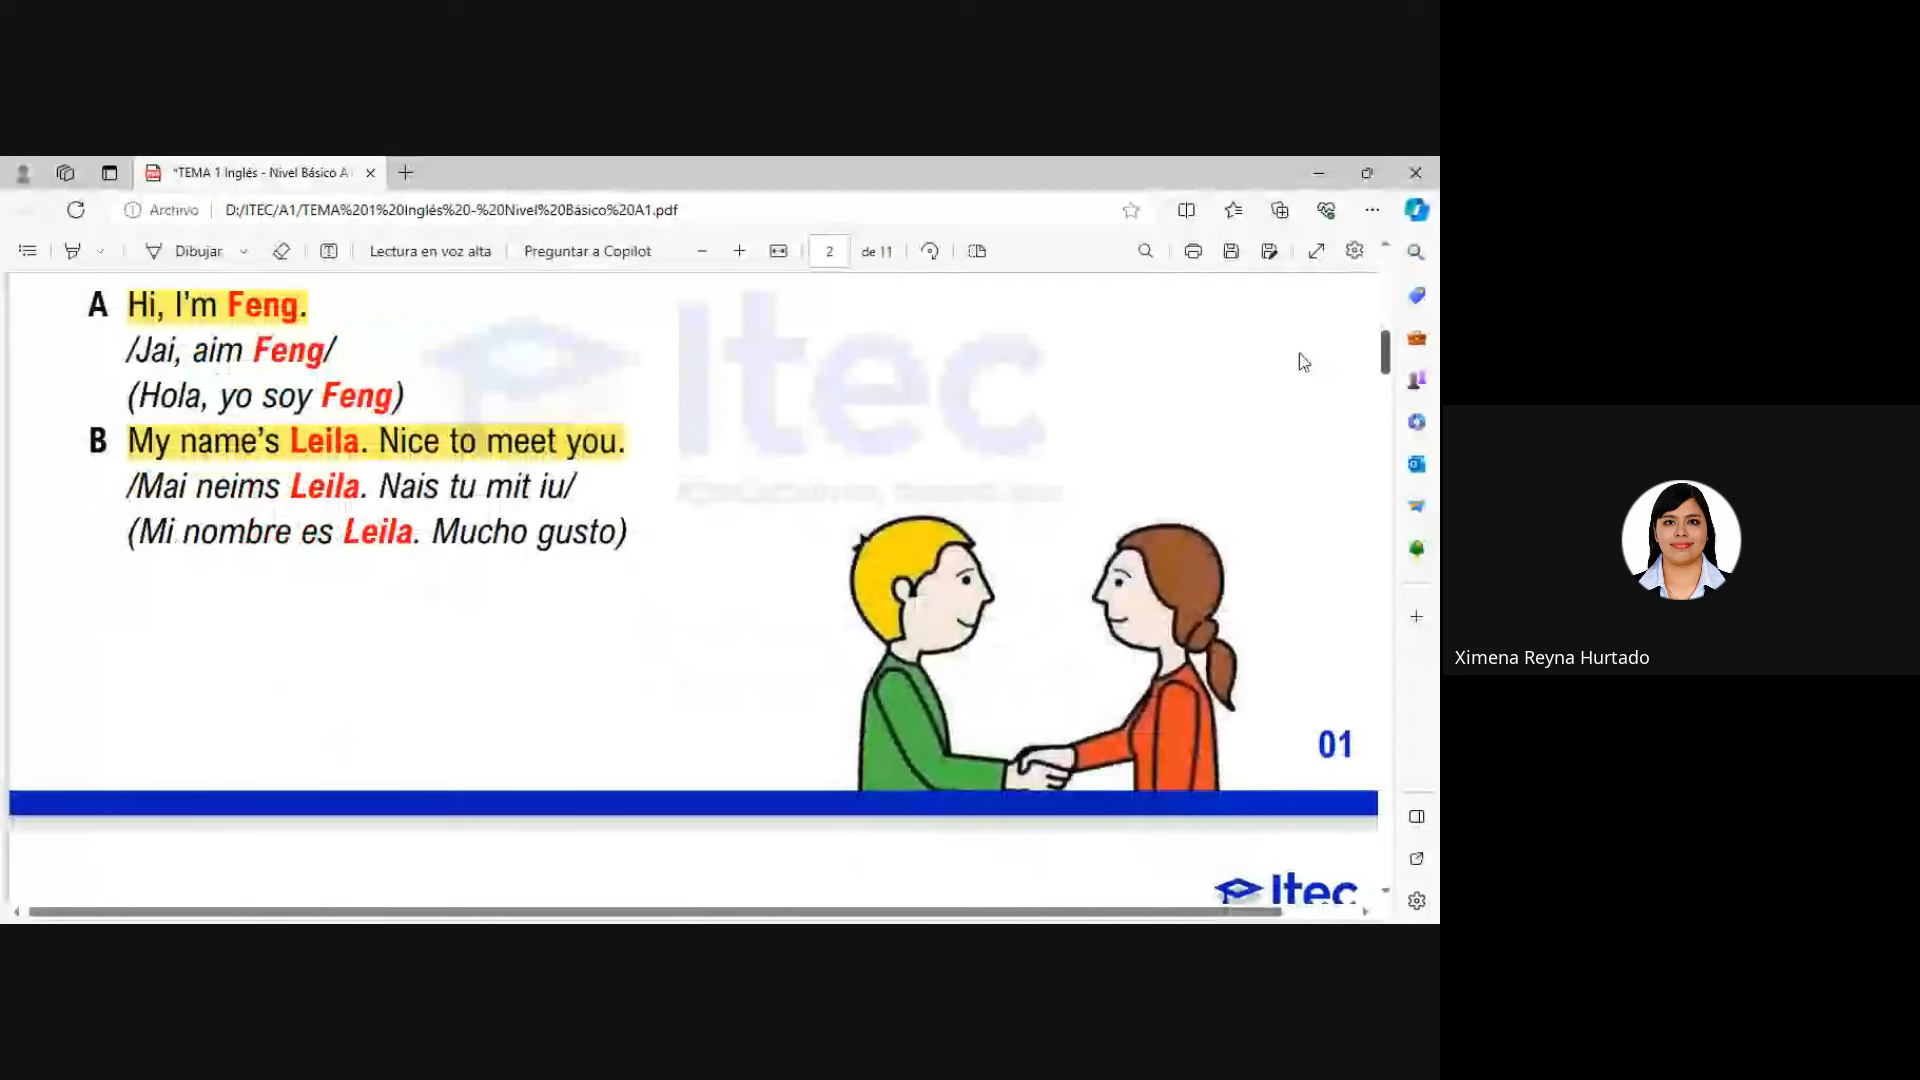 *TEMA 1 Inglés - Nivel Básico A
Archivo
D:/ITEC/A1/TEMA%201%20Inglés%20-%20Nivel%20Básico%20A1.pdf
Dibujar
Lectura en voz alta
Preguntar a Copilot
2
de 11
Itec
A Hi, I'm Feng.
/Jai, aim Feng/
(Hola, yo soy Feng)
B My name's Leila. Nice to meet you.
/Mai neims Leila. Nais tu mit iu/
(Mi nombre es Leila. Mucho gusto)
01
Itec
Ximena Reyna Hurtado